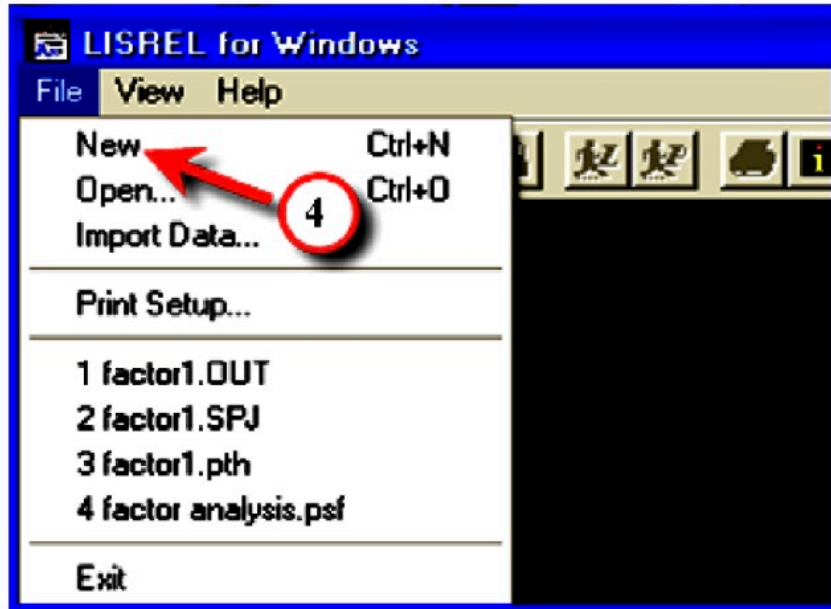 LISREL for Windows
File View Help
New Ctrl+N
Open... Ctrl+O
4
Import Data...
Print Setup...
1 factor1.OUT
2 factor1.SPJ
3 factor1.pth
4 factor analysis.psf
Exit